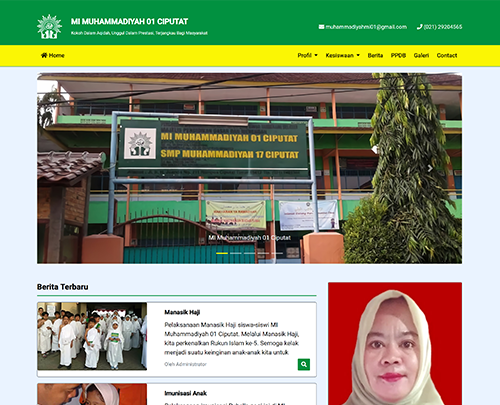 MI MUHAMMADIYAH 01 CIPUTAT
Kokoh Dalam Aqidah, Unggul Dalam Prestasi, Terjangkau Bagi Masyarakat
muhammadiyahmi01@gmail.com
(021) 29204565
Home
Profil
Kesiswaan
Berita
PPDB
Galeri
Contact
MI MUHAMMADIYAH 01 CIPUTAT
SMP MUHAMMADIYAH 17 CIPUTAT
MI Muhammadiyah 01 Ciputat
Berita Terbaru
Manasik Haji
Pelaksanaan Manasik Haji siswa-siswi MI
Muhammadiyah 01 Ciputat. Melalui Manasik Haji,
kita perkenalkan Rukun Islam ke-5. Semoga kelak
menjadi suatu keinginan anak-anak kita untuk
Oleh Administrator
Imunisasi Anak